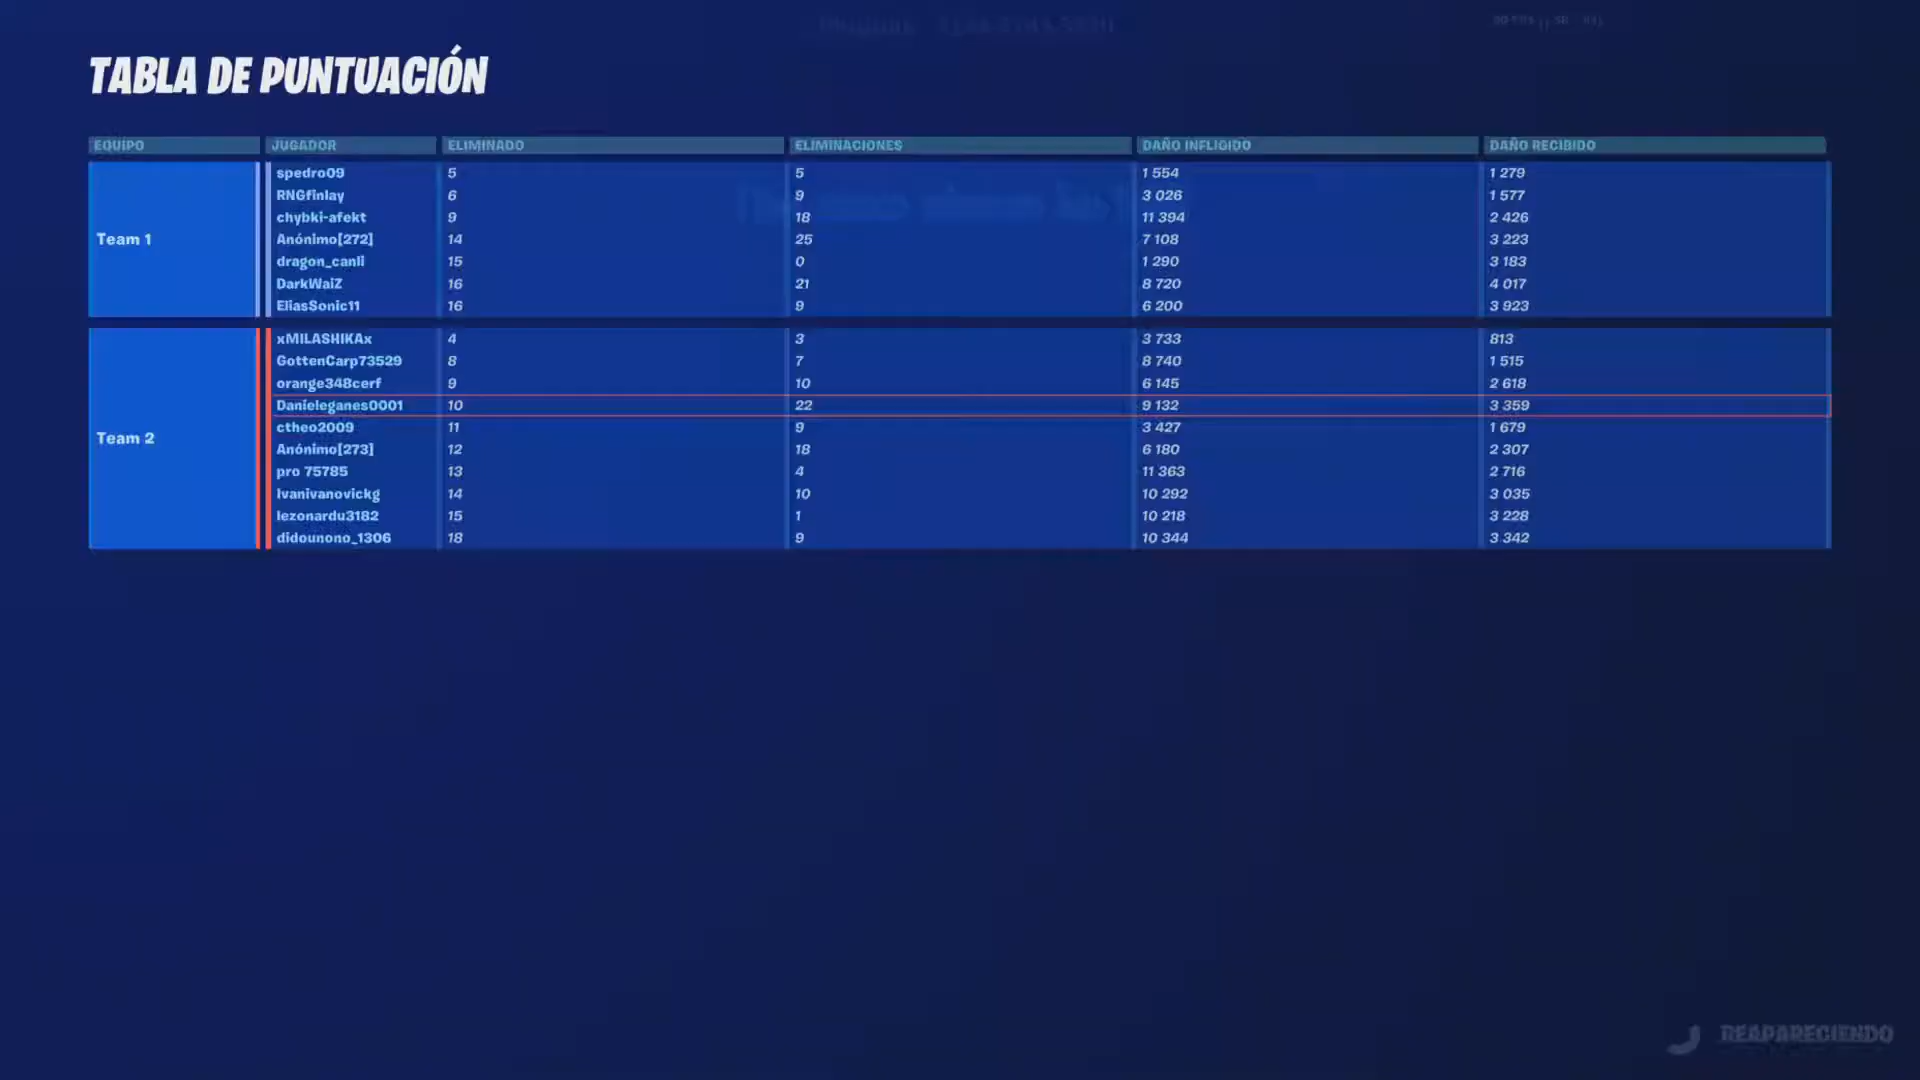 TABLA DE PUNTUACIÓN
EQUIPO JUGADOR ELIMINADO ELIMINACIONES DAÑO INFLIGIDO DAÑO RECIBIDO
Team 1
spedro09 5 5 1 554 1 279
RNGfinlay 6 9 3 026 1 577
chybki-afekt 9 18 11 394 2 426
Anónimo[272] 14 25 7 108 3 223
dragon_canli 15 0 1 290 3 183
DarkWaiZ 16 21 8 720 4 017
EliasSonic11 16 9 6 200 3 923
Team 2
xMILASHIKAx 4 3 3 733 813
GottenCarp73529 8 7 8 740 1 515
orange348cerf 9 10 6 145 2 618
Danieleganes0001 10 22 9 132 3 359
ctheo2009 11 9 3 427 1 679
Anónimo[273] 12 18 6 180 2 307
pro 75785 13 4 11 363 2 716
Ivanivanovickg 14 10 10 292 3 035
lezonardu3182 15 1 10 218 3 228
didounono_1306 18 9 10 344 3 342
REAPARECIENDO